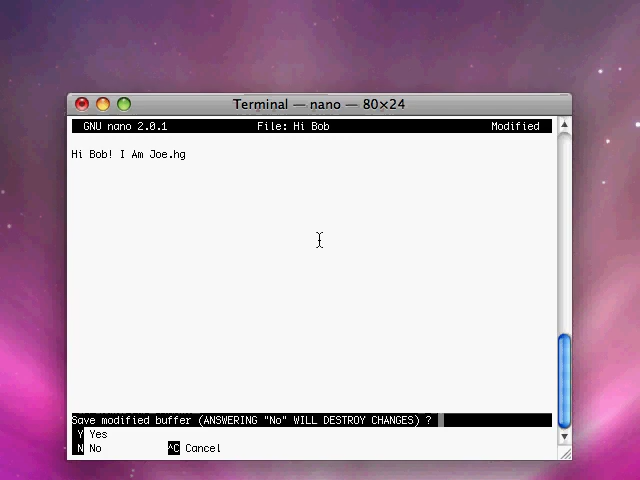 Terminal — nano — 80×24
GNU nano 2.0.1 File: Hi Bob Modified
Hi Bob! I Am Joe.hg
Save modified buffer (ANSWERING "No" WILL DESTROY CHANGES) ?
Y Yes
N No ^C Cancel